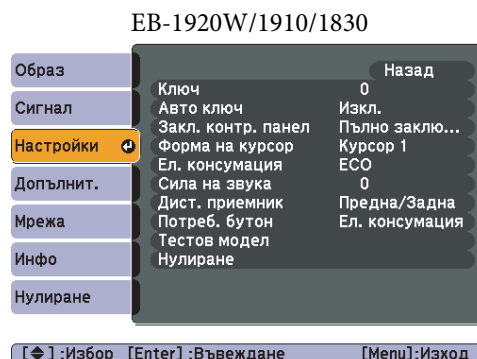 EB-1920W/1910/1830
Образ
Сигнал
Настройки
Допълнит.
Мрежа
Инфо
Нулиране
Назад
Ключ 0
Авто ключ Изкл.
Закл. контр. панел Пълно заклю...
Форма на курсор Курсор 1
Ел. консумация ECO
Сила на звука 0
Дист. приемник Предна/Задна
Потреб. бутон Ел. консумация
Тестов модел
Нулиране
[◆] :Избор [Enter] :Въвеждане [Menu]:Изход